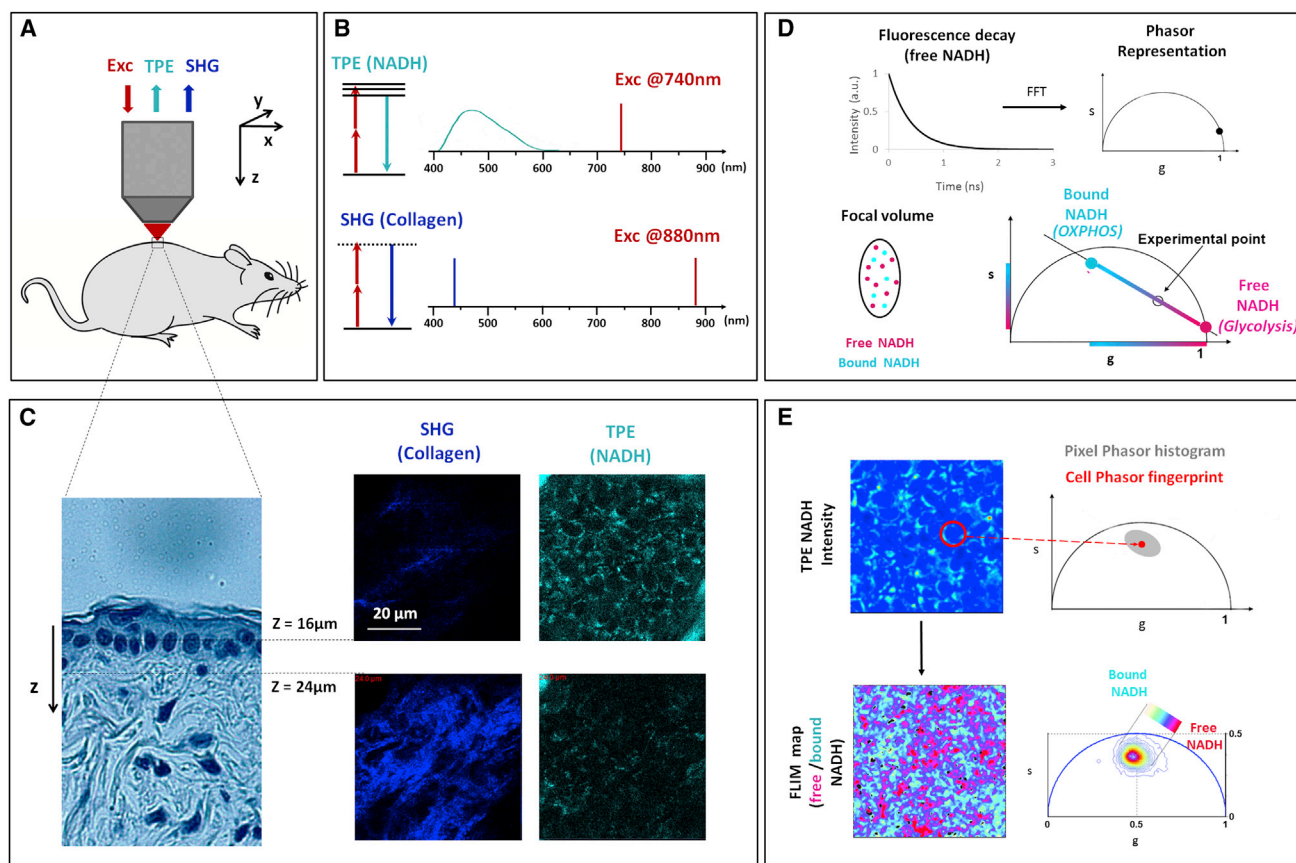 A
Exc TPE SHG
y
x
z
B
TPE (NADH)
Exc @740nm
400 500 600 700 800 900 (nm)
SHG (Collagen)
Exc @880nm
400 500 600 700 800 900 (nm)
C
SHG
(Collagen)
TPE
(NADH)
20 µm
Z = 16µm
Z = 24µm
z
24.0 µm
D
Fluorescence decay
(free NADH)
Intensity (a.u.)
1
0.5
0
0 1 2 3
Time (ns)
FFT
Phasor
Representation
s
g
1
Focal volume
Free NADH
Bound NADH
Bound
NADH
(OXPHOS)
Experimental point
Free
NADH
(Glycolysis)
s
g
1
E
TPE NADH
Intensity
Pixel Phasor histogram
Cell Phasor fingerprint
s
g
1
FLIM map
(free /bound
NADH)
Bound
NADH
Free
NADH
0.5
s
0
0 0.5 1
g